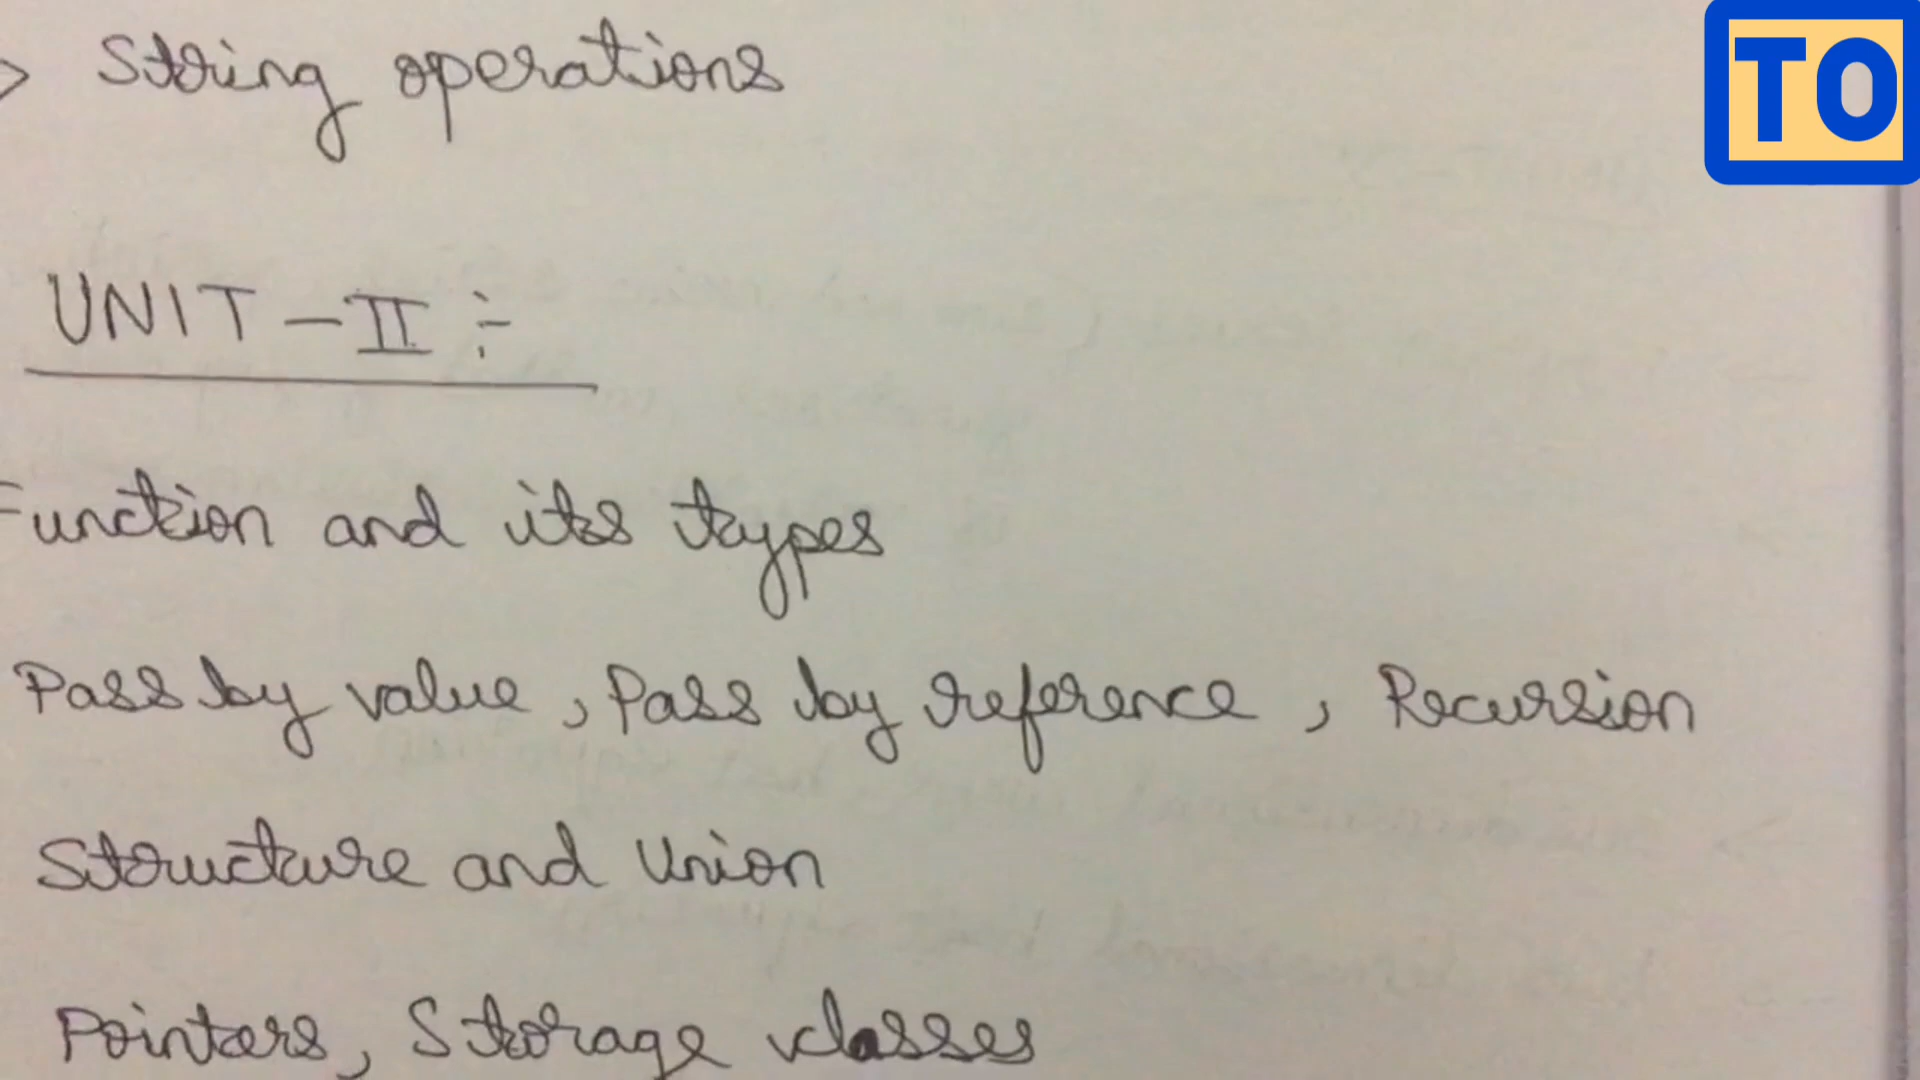 > String operations
TO
UNIT - II :-
Function and its types
Pass by value, Pass by reference, Recursion
Structure and Union
Pointers, Storage classes